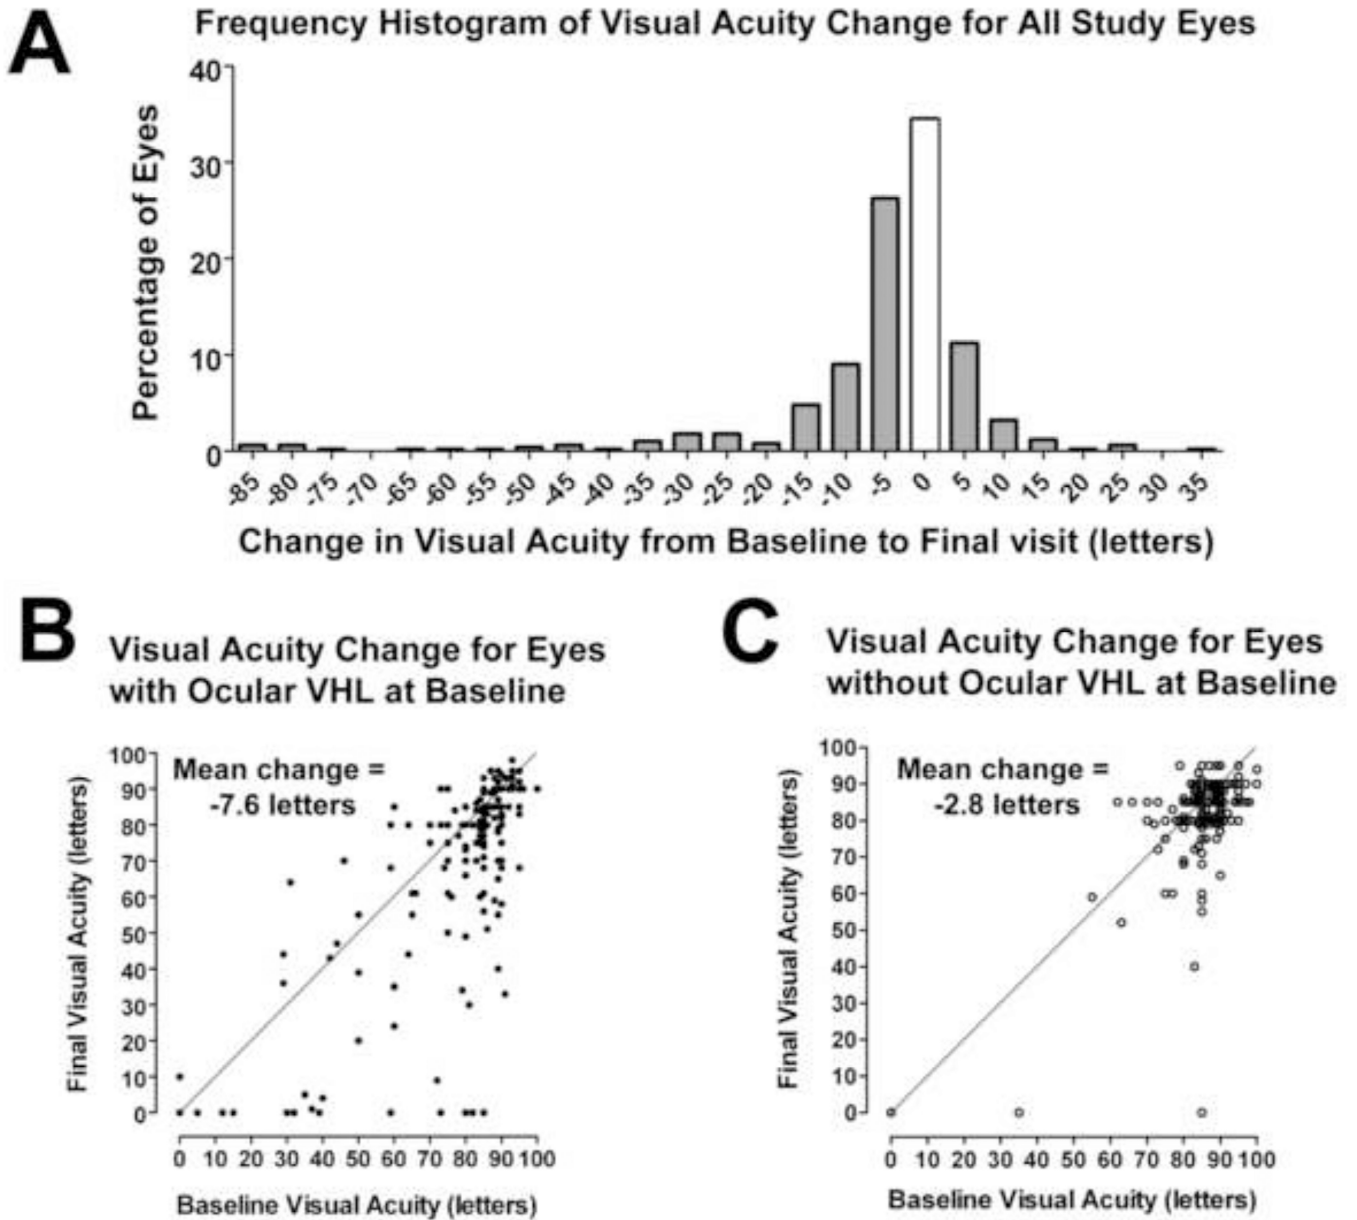 A
Frequency Histogram of Visual Acuity Change for All Study Eyes
Percentage of Eyes
40
30
20
10
0
-85 -80 -75 -70 -65 -60 -55 -50 -45 -40 -35 -30 -25 -20 -15 -10 -5 0 5 10 15 20 25 30 35
Change in Visual Acuity from Baseline to Final visit (letters)
B
Visual Acuity Change for Eyes
with Ocular VHL at Baseline
Mean change =
-7.6 letters
Final Visual Acuity (letters)
100
90
80
70
60
50
40
30
20
10
0
0 10 20 30 40 50 60 70 80 90 100
Baseline Visual Acuity (letters)
C
Visual Acuity Change for Eyes
without Ocular VHL at Baseline
Mean change =
-2.8 letters
Final Visual Acuity (letters)
100
90
80
70
60
50
40
30
20
10
0
0 10 20 30 40 50 60 70 80 90 100
Baseline Visual Acuity (letters)